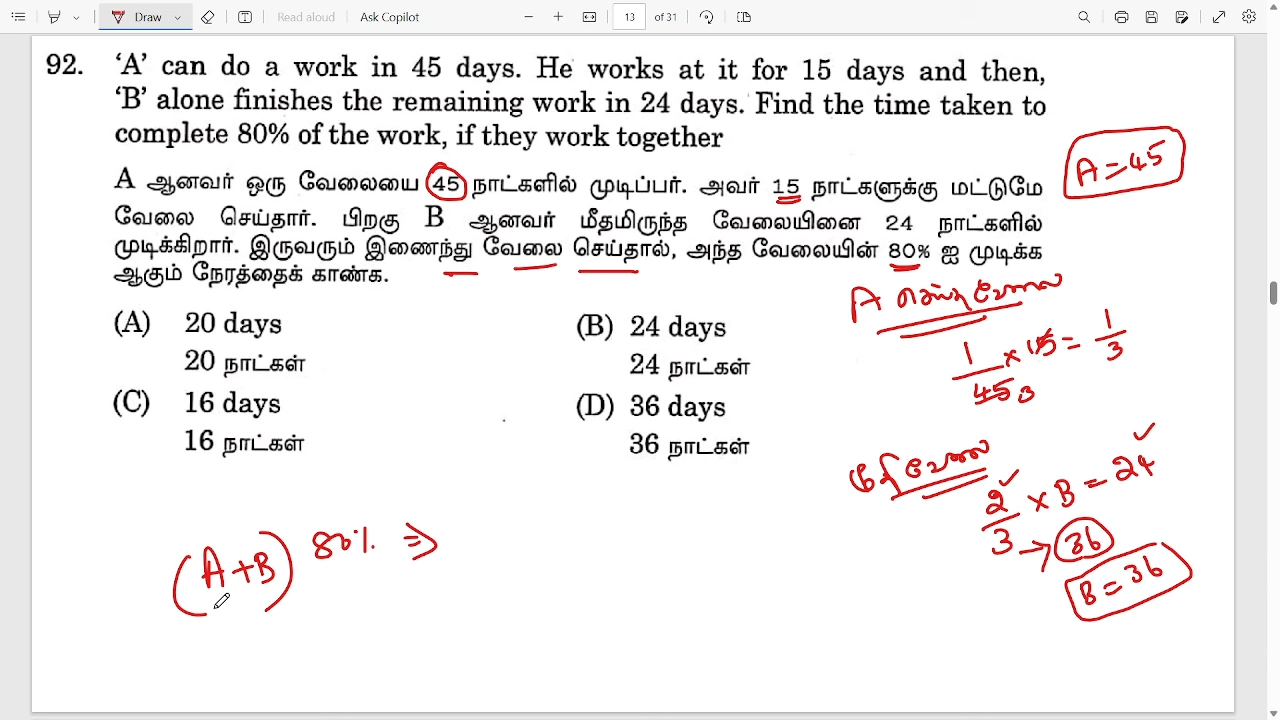 Draw
Read aloud
Ask Copilot
13 of 31
92. ‘A’ can do a work in 45 days. He works at it for 15 days and then,
‘B’ alone finishes the remaining work in 24 days. Find the time taken to
complete 80% of the work, if they work together
A ஆனவர் ஒரு வேலையை 45 நாட்களில் முடிப்பர். அவர் 15 நாட்களுக்கு மட்டுமே
வேலை செய்தார். பிறகு B ஆனவர் மீதமிருந்த வேலையினை 24 நாட்களில்
முடிக்கிறார். இருவரும் இணைந்து வேலை செய்தால், அந்த வேலையின் 80% ஐ முடிக்க
ஆகும் நேரத்தைக் காண்க.
(A) 20 days
20 நாட்கள்
(B) 24 days
24 நாட்கள்
(C) 16 days
16 நாட்கள்
(D) 36 days
36 நாட்கள்
A = 45
A செய்த வேலை
1/45 × 15 = 1/3
3
மீதி வேலை
2/3 × B = 24
→ 36
B = 36
(A+B) 80% ⇒